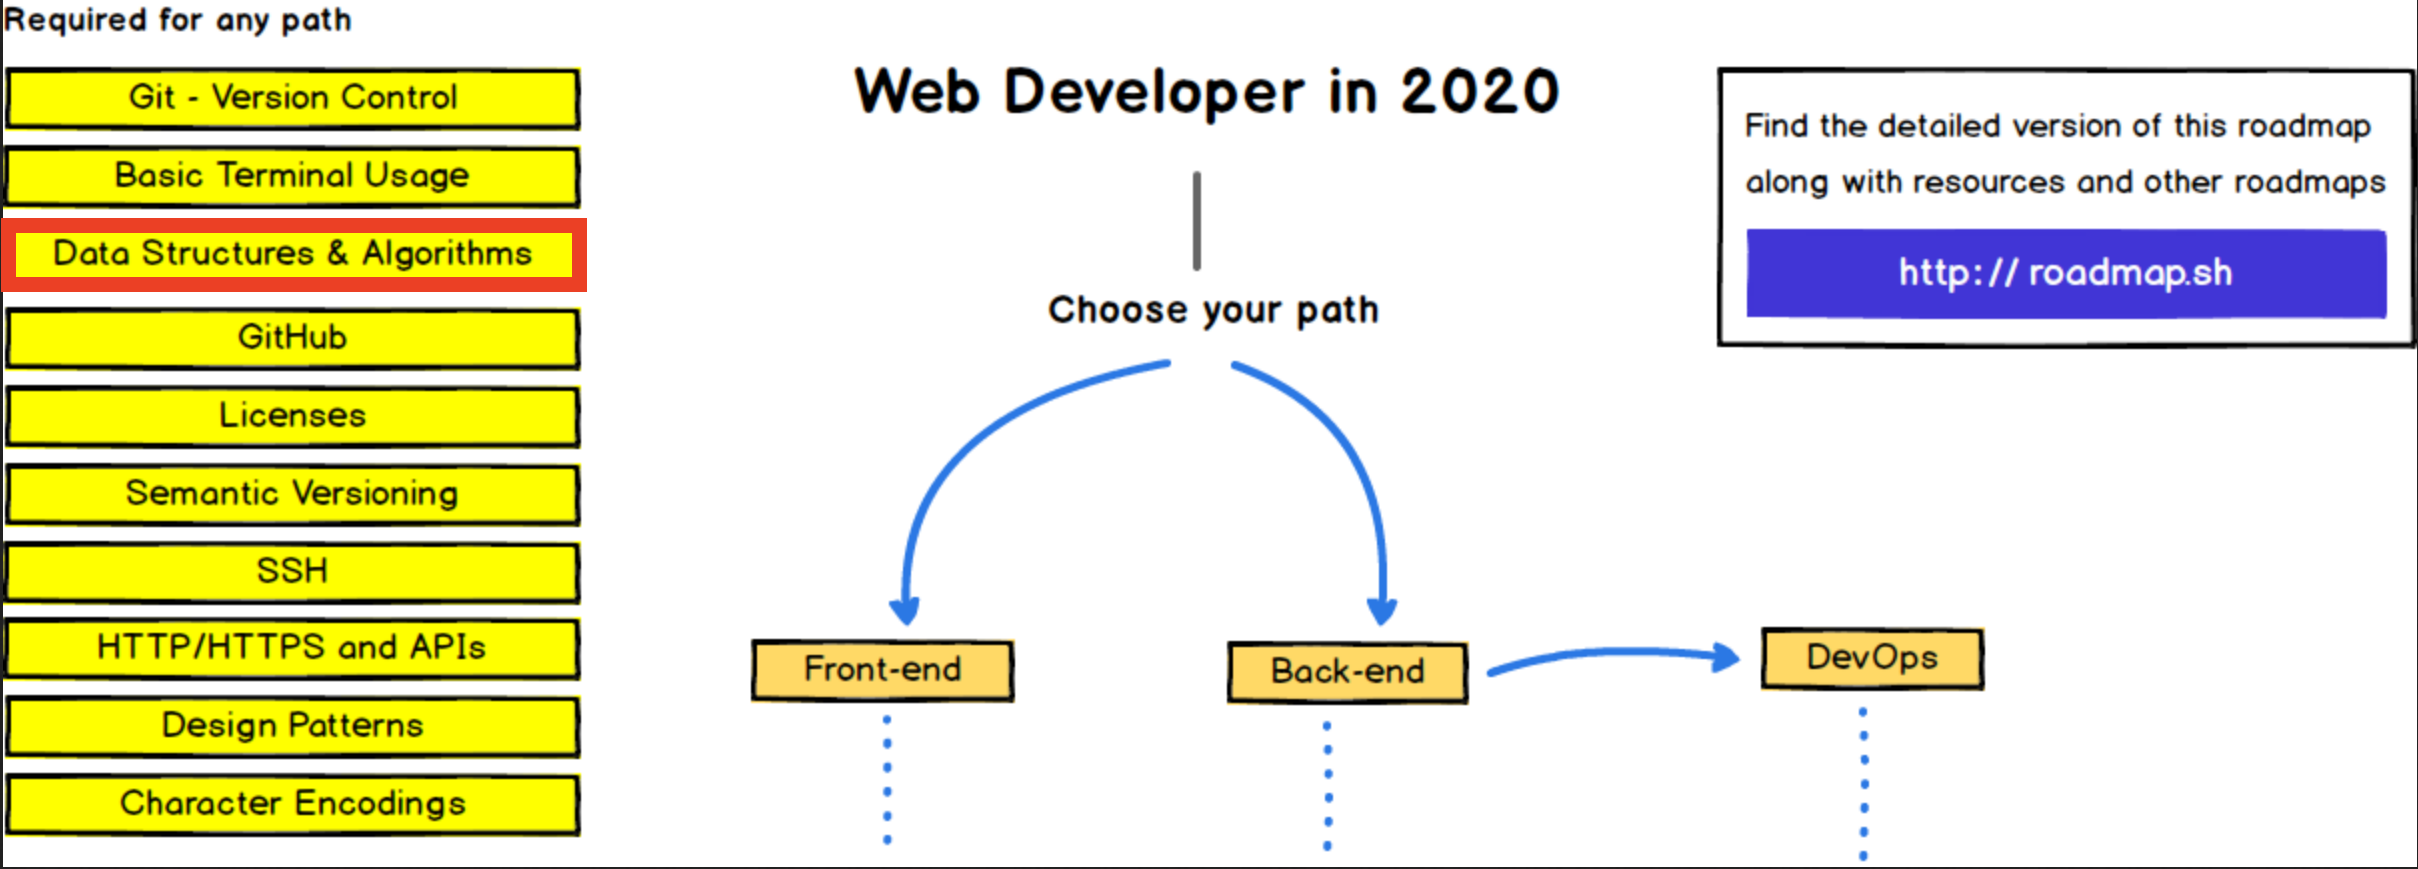 Required for any path
Git - Version Control
Basic Terminal Usage
Data Structures & Algorithms
GitHub
Licenses
Semantic Versioning
SSH
HTTP/HTTPS and APIs
Design Patterns
Character Encodings
Web Developer in 2020
Choose your path
Front-end
Back-end
DevOps
Find the detailed version of this roadmap
along with resources and other roadmaps
http:// roadmap.sh